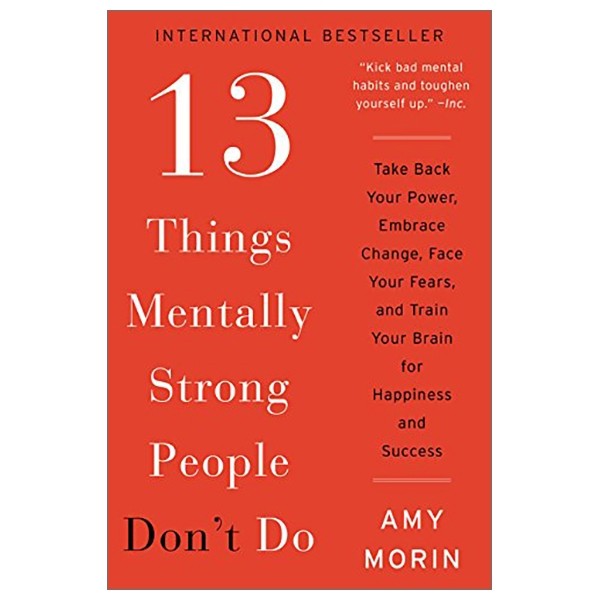 INTERNATIONAL BESTSELLER
13
Things
Mentally
Strong
People
Don't Do
"Kick bad mental
habits and toughen
yourself up." —Inc.
Take Back
Your Power,
Embrace
Change, Face
Your Fears,
and Train
Your Brain
for
Happiness
and
Success
AMY
MORIN